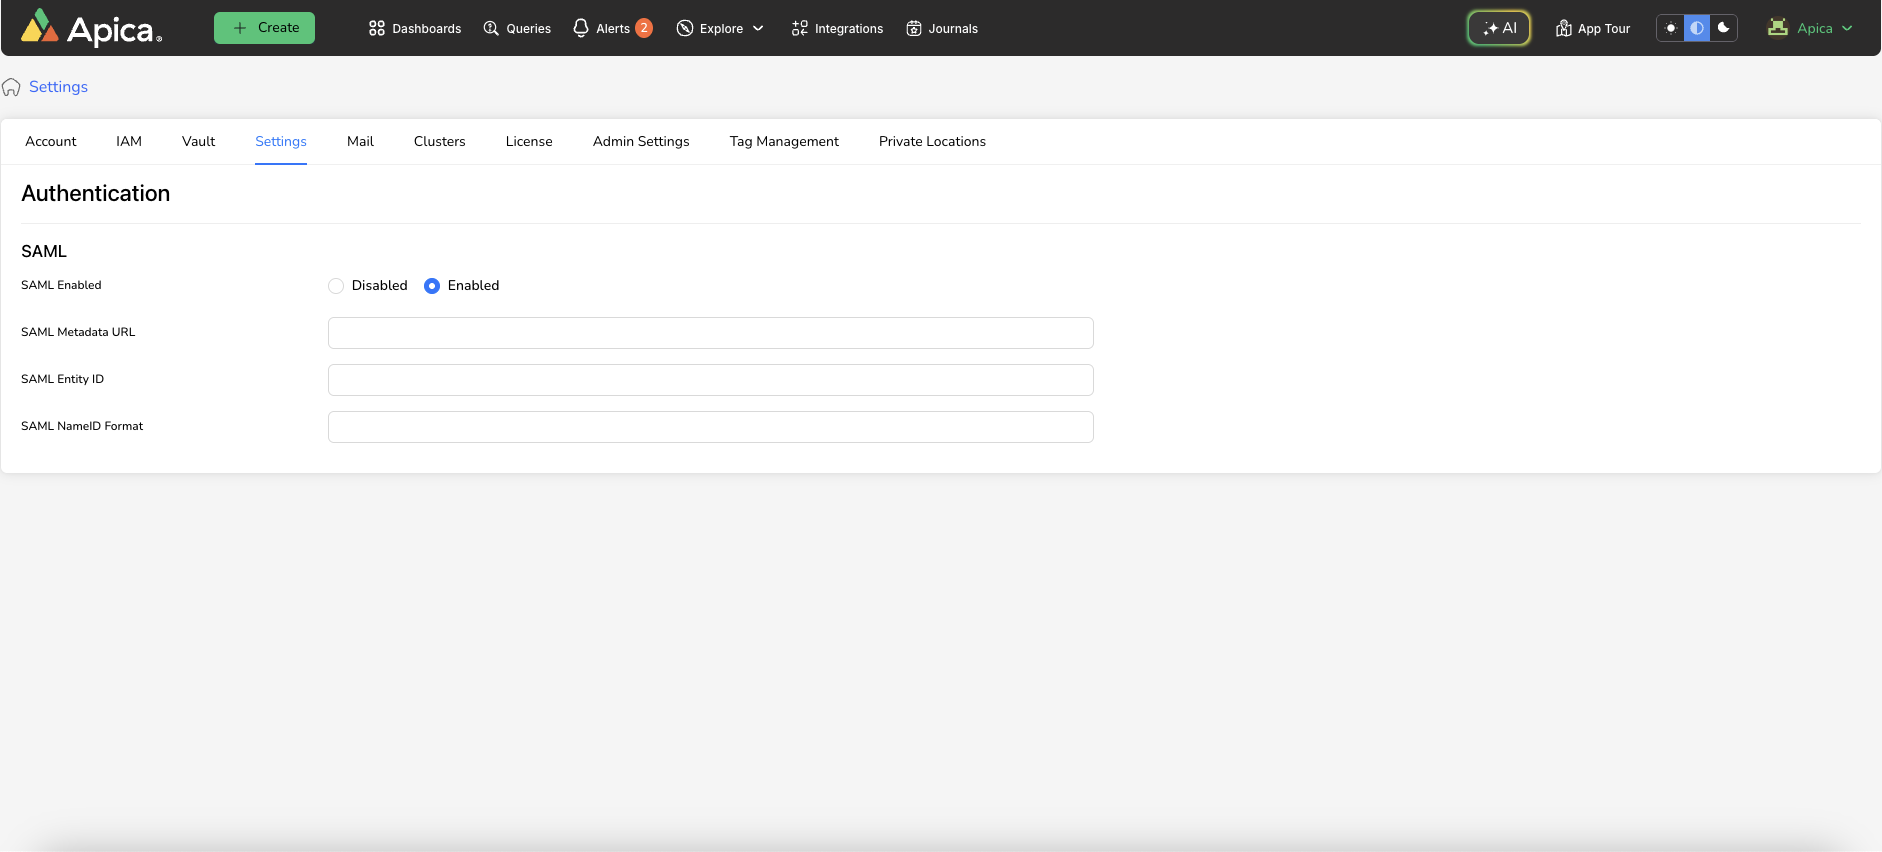 Apica
Create
Dashboards
Queries
Alerts 2
Explore
Integrations
Journals
AI
App Tour
Apica
Settings
Account IAM Vault Settings Mail Clusters License Admin Settings Tag Management Private Locations
Authentication
SAML
SAML Enabled Disabled Enabled
SAML Metadata URL
SAML Entity ID
SAML NameID Format